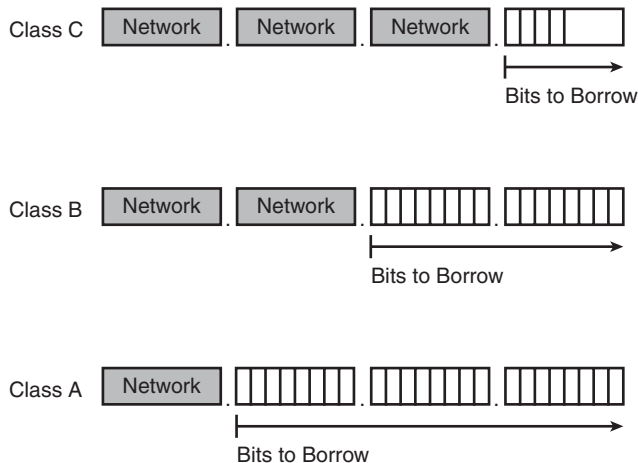 Class C Network . Network . Network .
Bits to Borrow
Class B Network . Network . .
Bits to Borrow
Class A Network . . .
Bits to Borrow